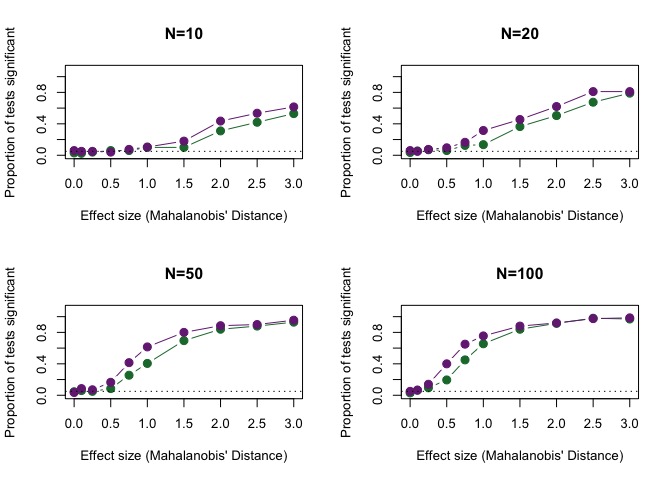 N=10
Proportion of tests significant
0.0 0.4 0.8
0.0 0.5 1.0 1.5 2.0 2.5 3.0
Effect size (Mahalanobis' Distance)
N=20
Proportion of tests significant
0.0 0.4 0.8
0.0 0.5 1.0 1.5 2.0 2.5 3.0
Effect size (Mahalanobis' Distance)
N=50
Proportion of tests significant
0.0 0.4 0.8
0.0 0.5 1.0 1.5 2.0 2.5 3.0
Effect size (Mahalanobis' Distance)
N=100
Proportion of tests significant
0.0 0.4 0.8
0.0 0.5 1.0 1.5 2.0 2.5 3.0
Effect size (Mahalanobis' Distance)